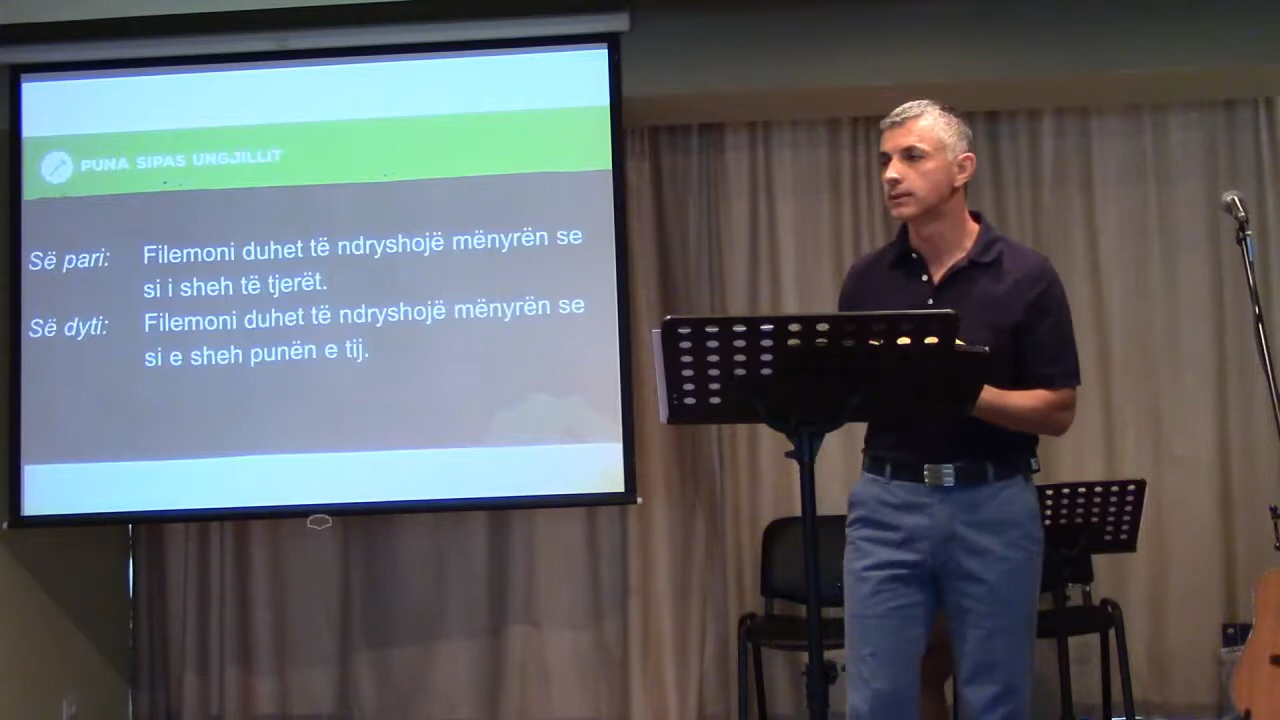 PUNA SIPAS UNGJILLIT
Së pari: Filemoni duhet të ndryshojë mënyrën se
si i sheh të tjerët.
Së dyti: Filemoni duhet të ndryshojë mënyrën se
si e sheh punën e tij.